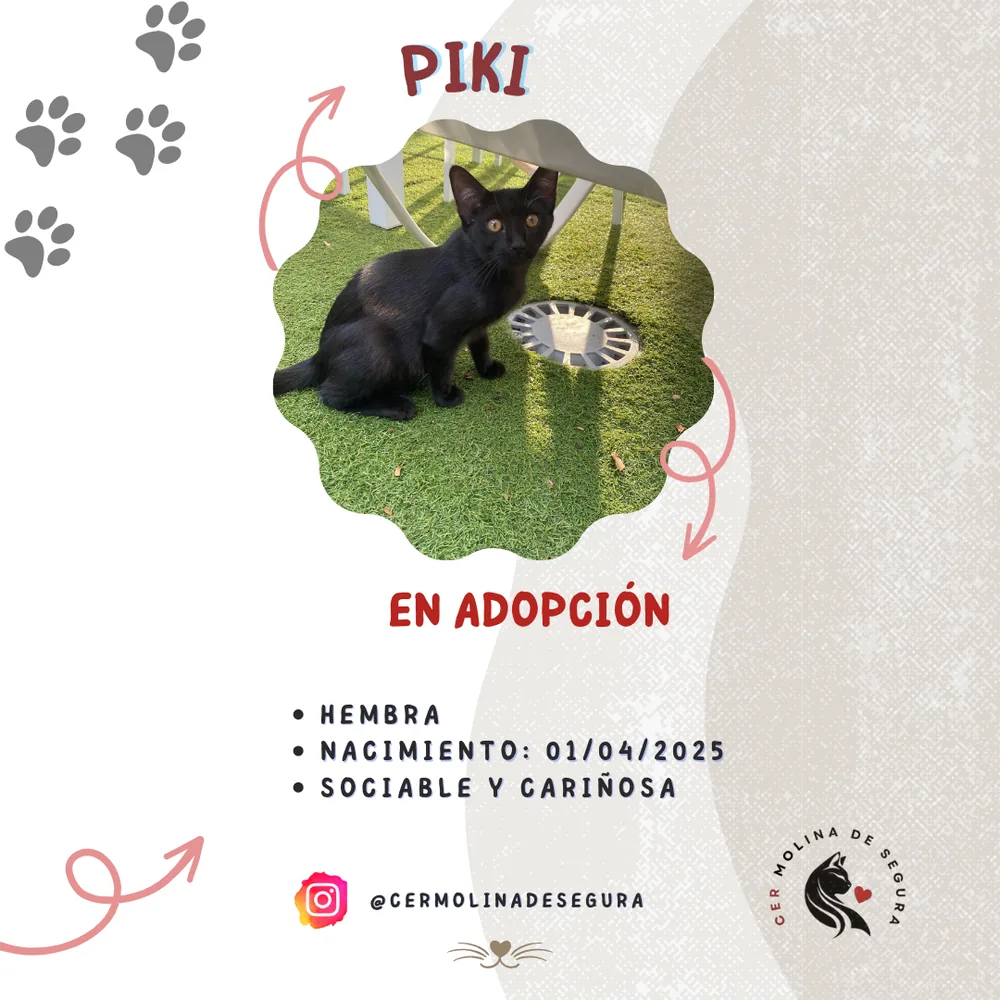 PIKI
EN ADOPCIÓN
• HEMBRA
• NACIMIENTO: 01/04/2025
• SOCIABLE Y CARIÑOSA
@CERMOLINADESEGURA
CER MOLINA DE SEGURA